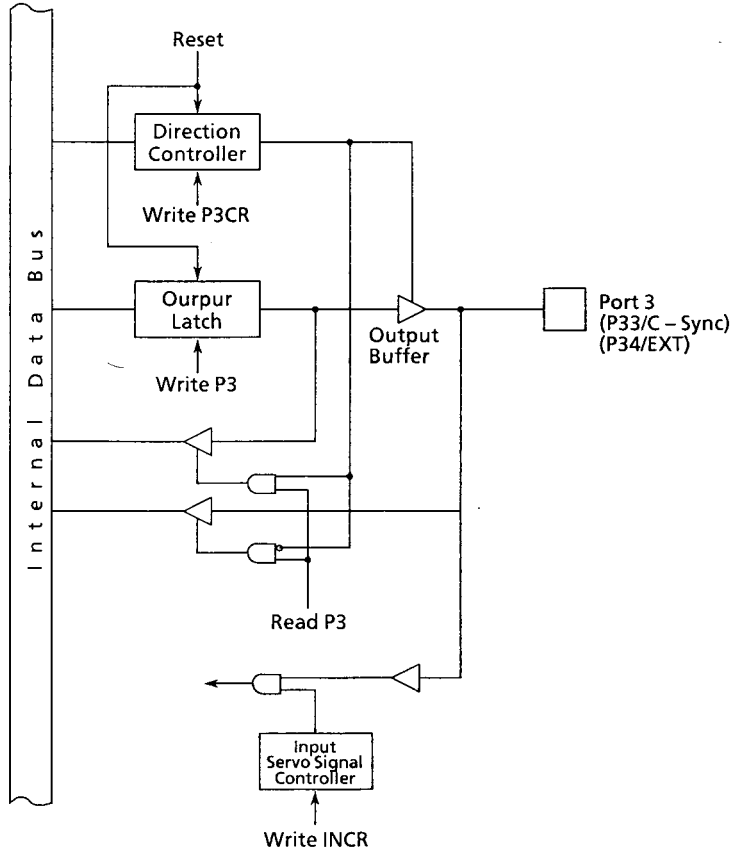 Reset
Direction
Controller
Write P3CR
Internal Data Bus
Ourpur
Latch
Write P3
Output
Buffer
Port 3
(P33/C – Sync)
(P34/EXT)
Read P3
Input
Servo Signal
Controller
Write INCR